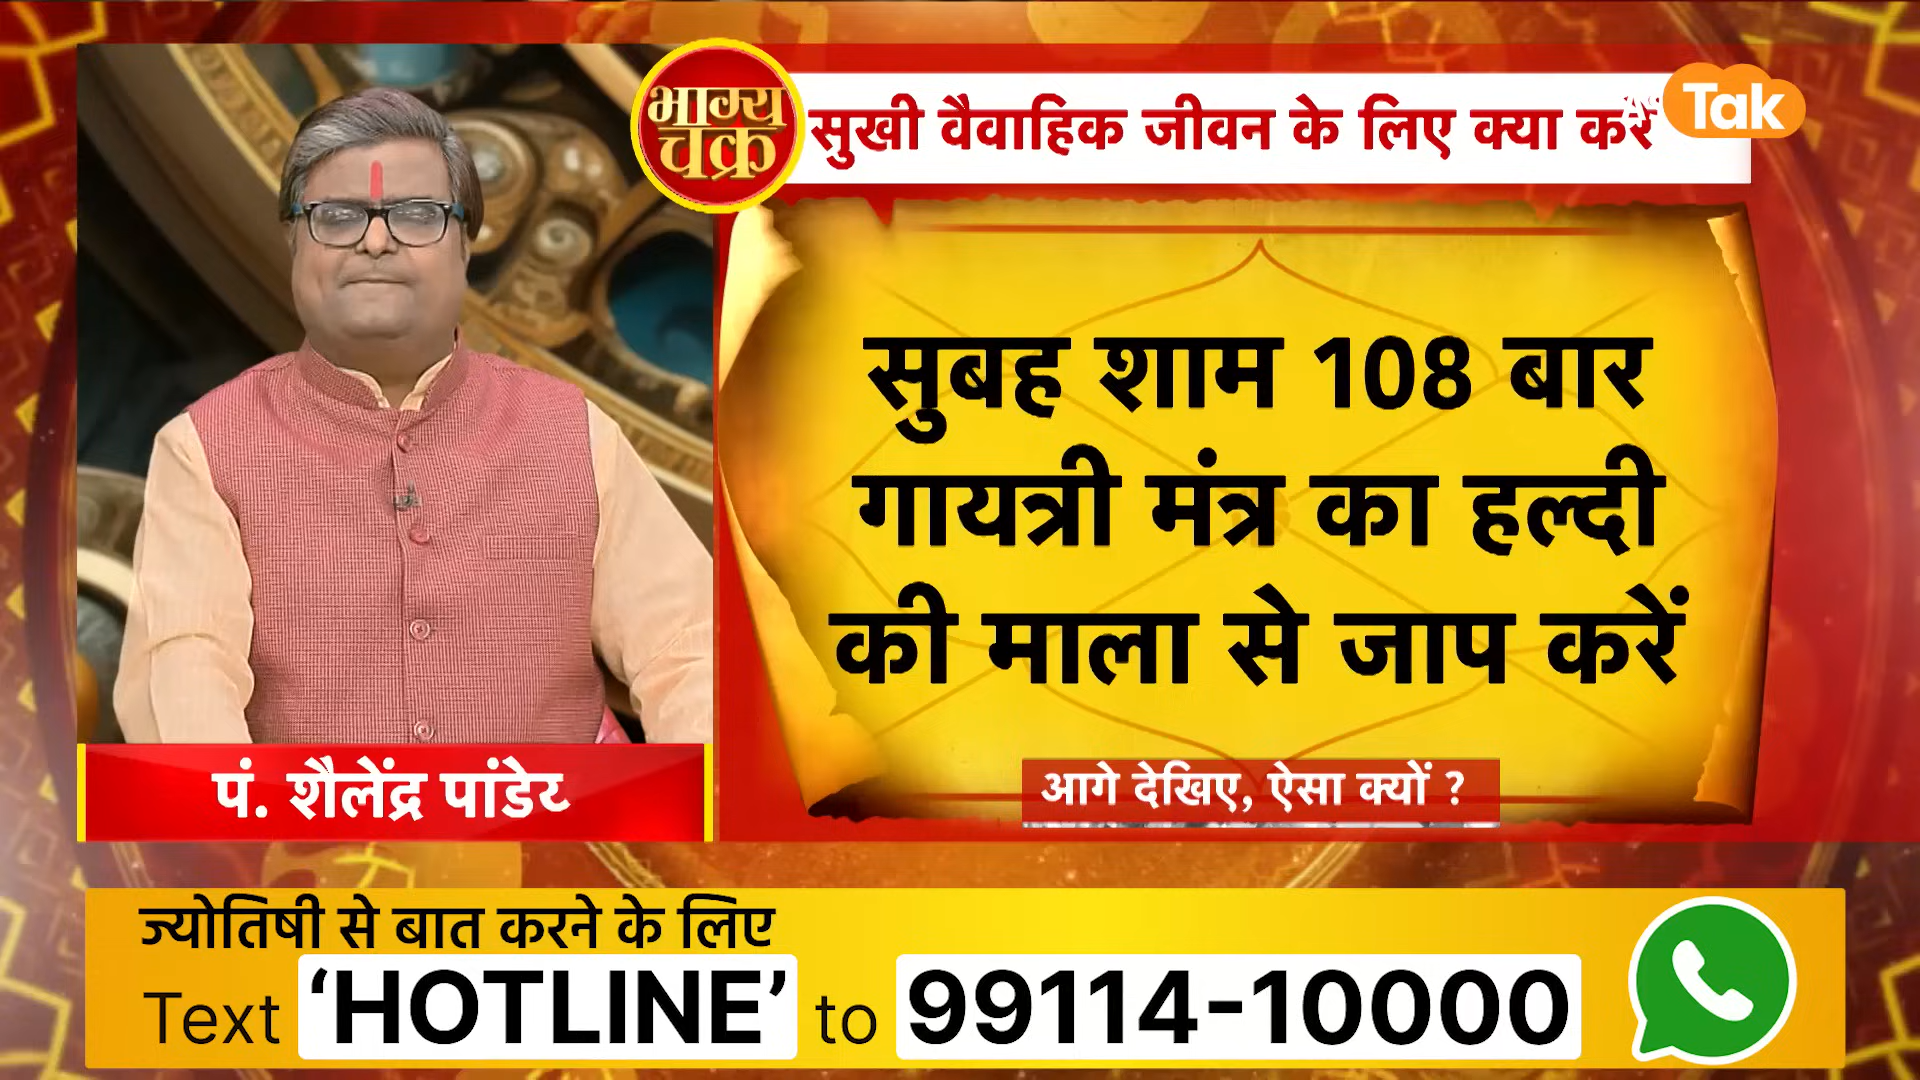 भाग्य
चक्र
सुखी वैवाहिक जीवन के लिए क्या करें
Tak
सुबह शाम 108 बार
गायत्री मंत्र का हल्दी
की माला से जाप करें
आगे देखिए, ऐसा क्यों ?
पं. शैलेंद्र पांडेय
ज्योतिषी से बात करने के लिए
Text 'HOTLINE' to 99114-10000